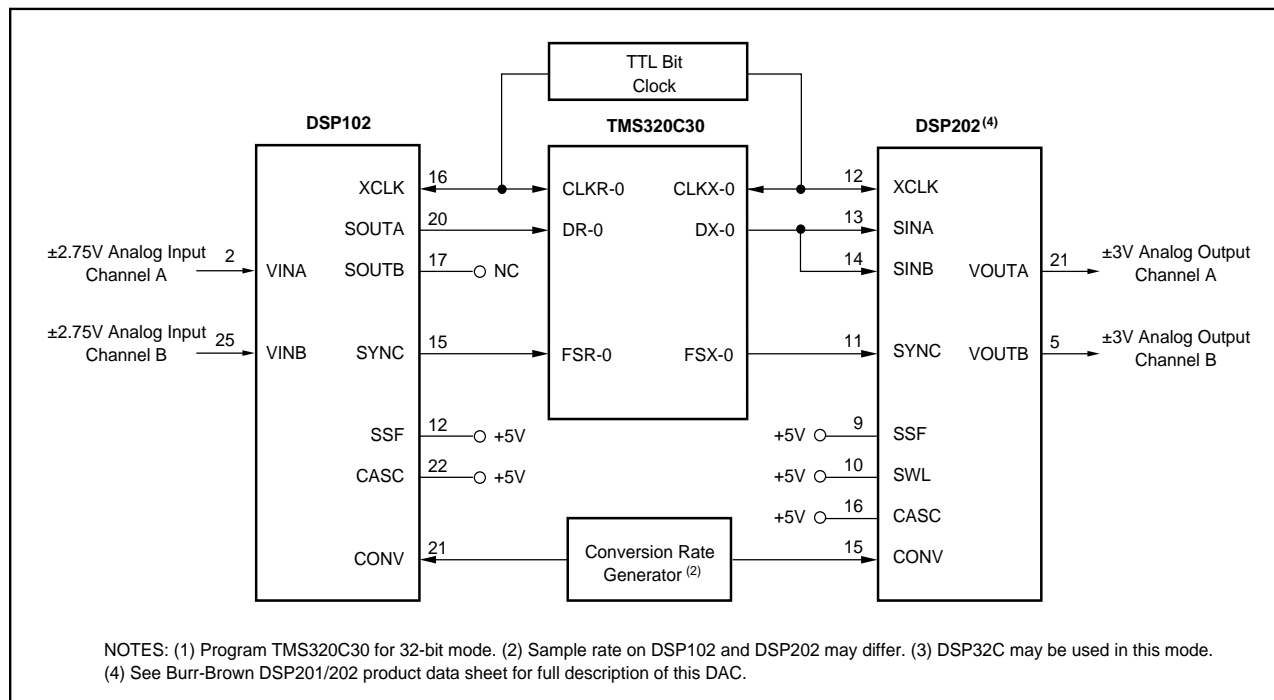 TTL Bit
Clock
DSP102
TMS320C30
DSP202(4)
XCLK
16
CLKR-0
CLKX-0
12
XCLK
SOUTA
20
DR-0
DX-0
13
SINA
±2.75V Analog Input
Channel A
2
VINA
SOUTB
17
NC
14
SINB
VOUTA
21
±3V Analog Output
Channel A
±2.75V Analog Input
Channel B
25
VINB
SYNC
15
FSR-0
FSX-0
11
SYNC
VOUTB
5
±3V Analog Output
Channel B
SSF
12
+5V
+5V
9
SSF
CASC
22
+5V
+5V
10
SWL
+5V
16
CASC
CONV
21
Conversion Rate
Generator (2)
15
CONV
NOTES: (1) Program TMS320C30 for 32-bit mode. (2) Sample rate on DSP102 and DSP202 may differ. (3) DSP32C may be used in this mode.
(4) See Burr-Brown DSP201/202 product data sheet for full description of this DAC.